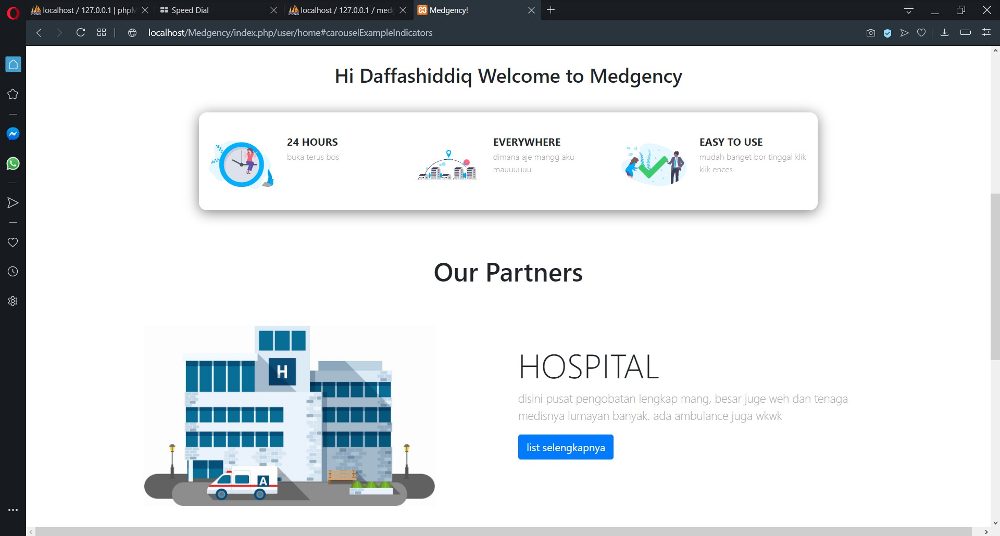 localhost / 127.0.0.1 | phpM
Speed Dial
localhost / 127.0.0.1 / med
Medgency!
localhost/Medgency/index.php/user/home#carouselExampleIndicators
Hi Daffashiddiq Welcome to Medgency
24 HOURS
buka terus bos
EVERYWHERE
dimana aje mangg aku
mauuuuuu
EASY TO USE
mudah banget bor tinggal klik
klik ences
Our Partners
H
A
HOSPITAL
disini pusat pengobatan lengkap mang, besar juge weh dan tenaga
medisnya lumayan banyak. ada ambulance juga wkwk
list selengkapnya